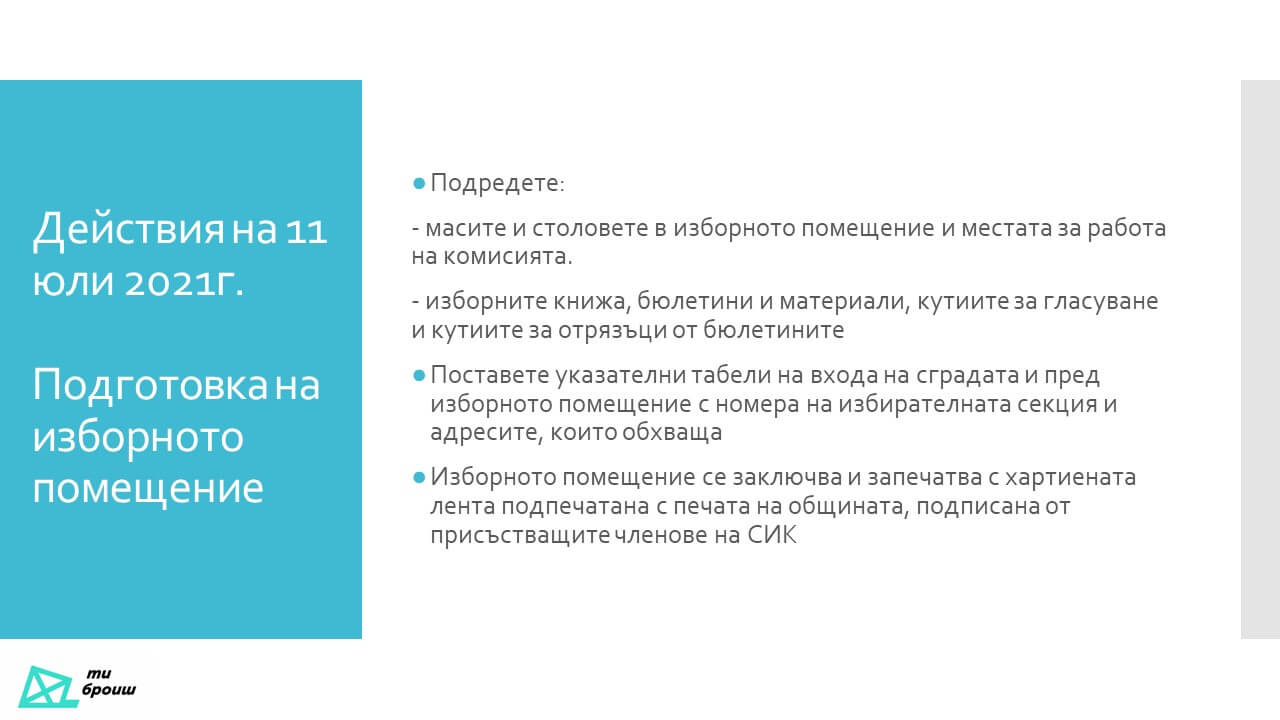 Действия на 11
юли 2021г.
Подготовка на
изборното
помещение
●Подредете:
- масите и столовете в изборното помещение и местата за работа
на комисията.
- изборните книжа, бюлетини и материали, кутиите за гласуване
и кутиите за отрязъци от бюлетините
●Поставете указателни табели на входа на сградата и пред
изборното помещение с номера на избирателната секция и
адресите, които обхваща
●Изборното помещение се заключва и запечатва с хартиената
лента подпечатана с печата на общината, подписана от
присъстващите членове на СИК
ти
броиш